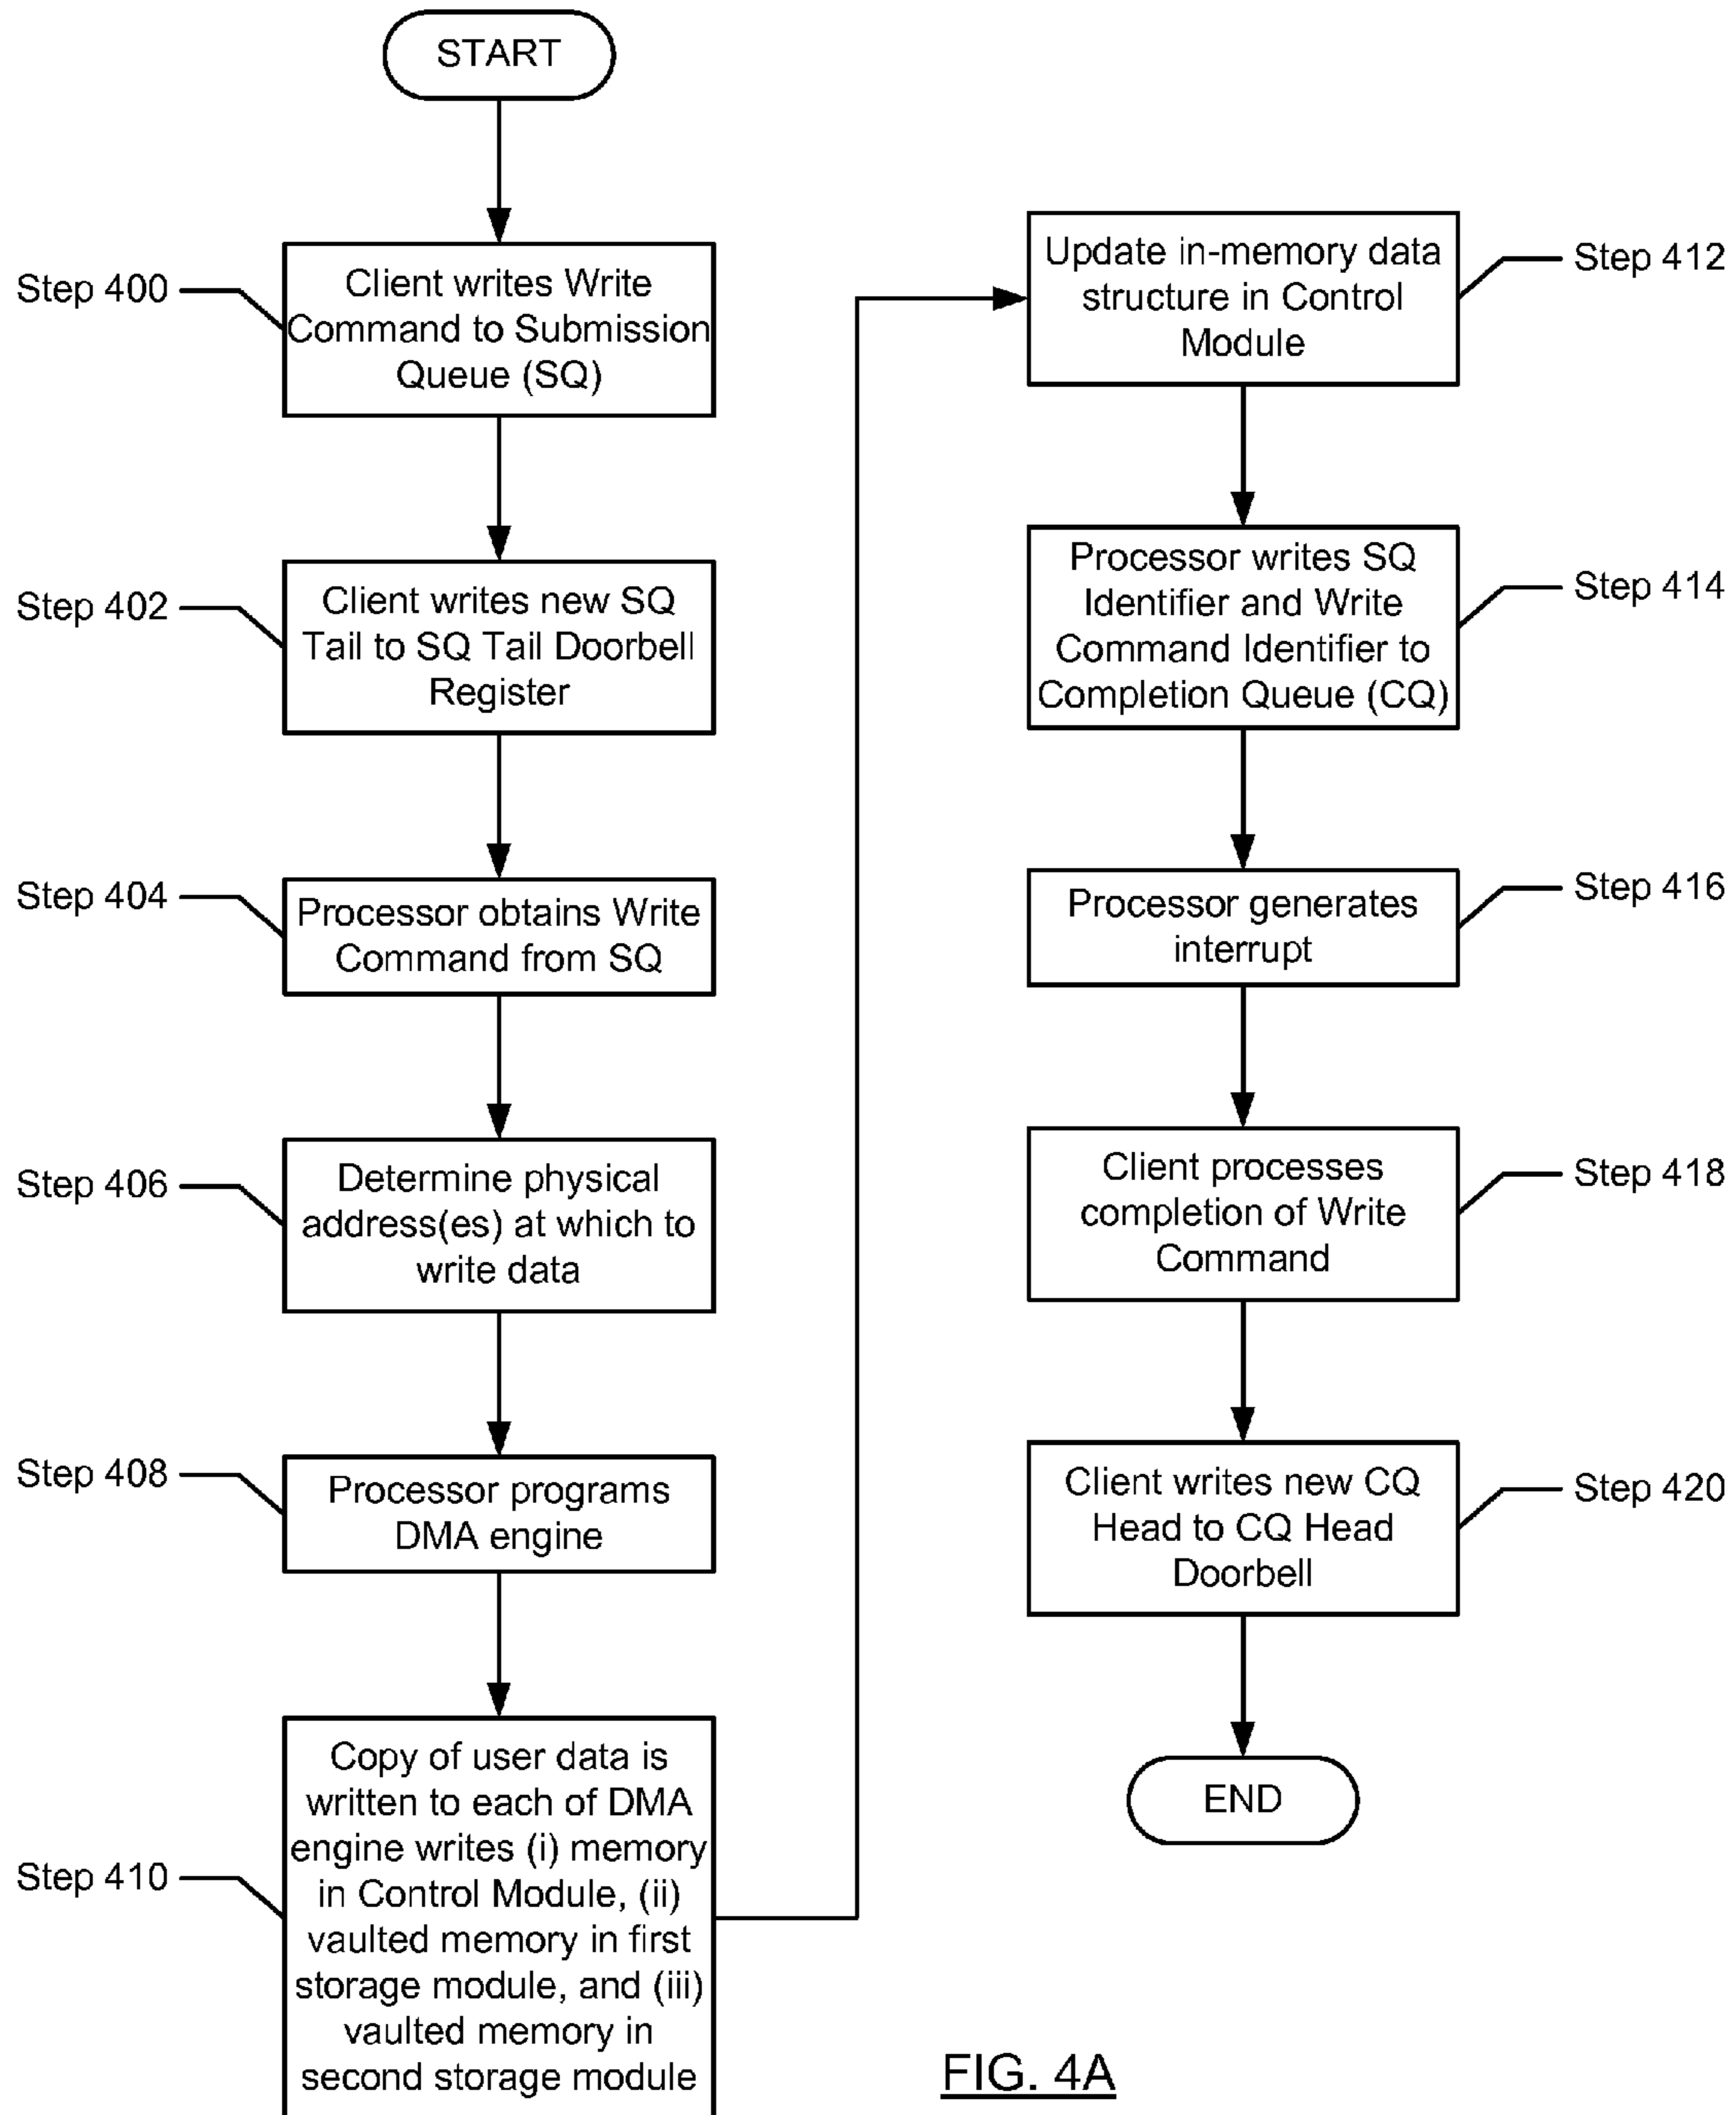 START
Step 400
Client writes Write
Command to Submission
Queue (SQ)
Step 402
Client writes new SQ
Tail to SQ Tail Doorbell
Register
Step 404
Processor obtains Write
Command from SQ
Step 406
Determine physical
address(es) at which to
write data
Step 408
Processor programs
DMA engine
Step 410
Copy of user data is
written to each of DMA
engine writes (i) memory
in Control Module, (ii)
vaulted memory in first
storage module, and (iii)
vaulted memory in
second storage module
Update in-memory data
structure in Control
Module
Step 412
Processor writes SQ
Identifier and Write
Command Identifier to
Completion Queue (CQ)
Step 414
Processor generates
interrupt
Step 416
Client processes
completion of Write
Command
Step 418
Client writes new CQ
Head to CQ Head
Doorbell
Step 420
END
FIG. 4A